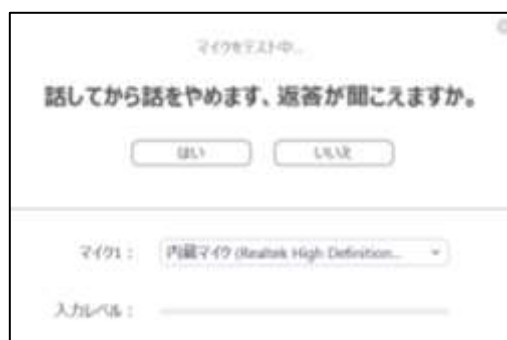 マイクをテスト中...
話してから話をやめます、返答が聞こえますか。
はい
いいえ
マイク1:
内蔵マイク (Realtek High Definition...
入力レベル: